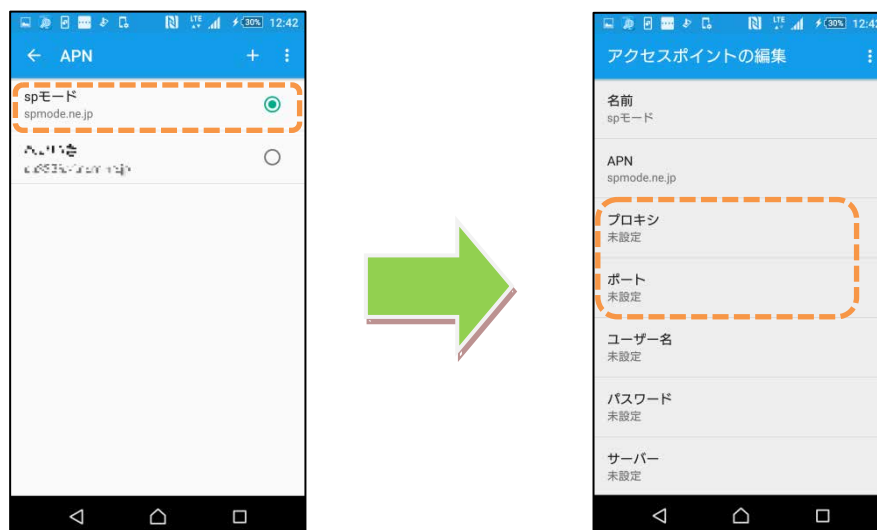 30% 12:42
APN
spモード
spmode.ne.jp
30% 12:42
アクセスポイントの編集
名前
spモード
APN
spmode.ne.jp
プロキシ
未設定
ポート
未設定
ユーザー名
未設定
パスワード
未設定
サーバー
未設定